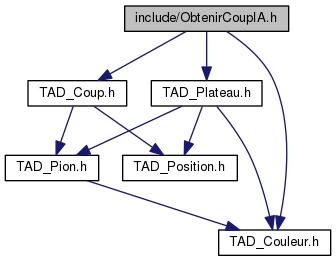 include/ObtenirCoupIA.h
TAD_Coup.h
TAD_Plateau.h
TAD_Pion.h
TAD_Position.h
TAD_Couleur.h